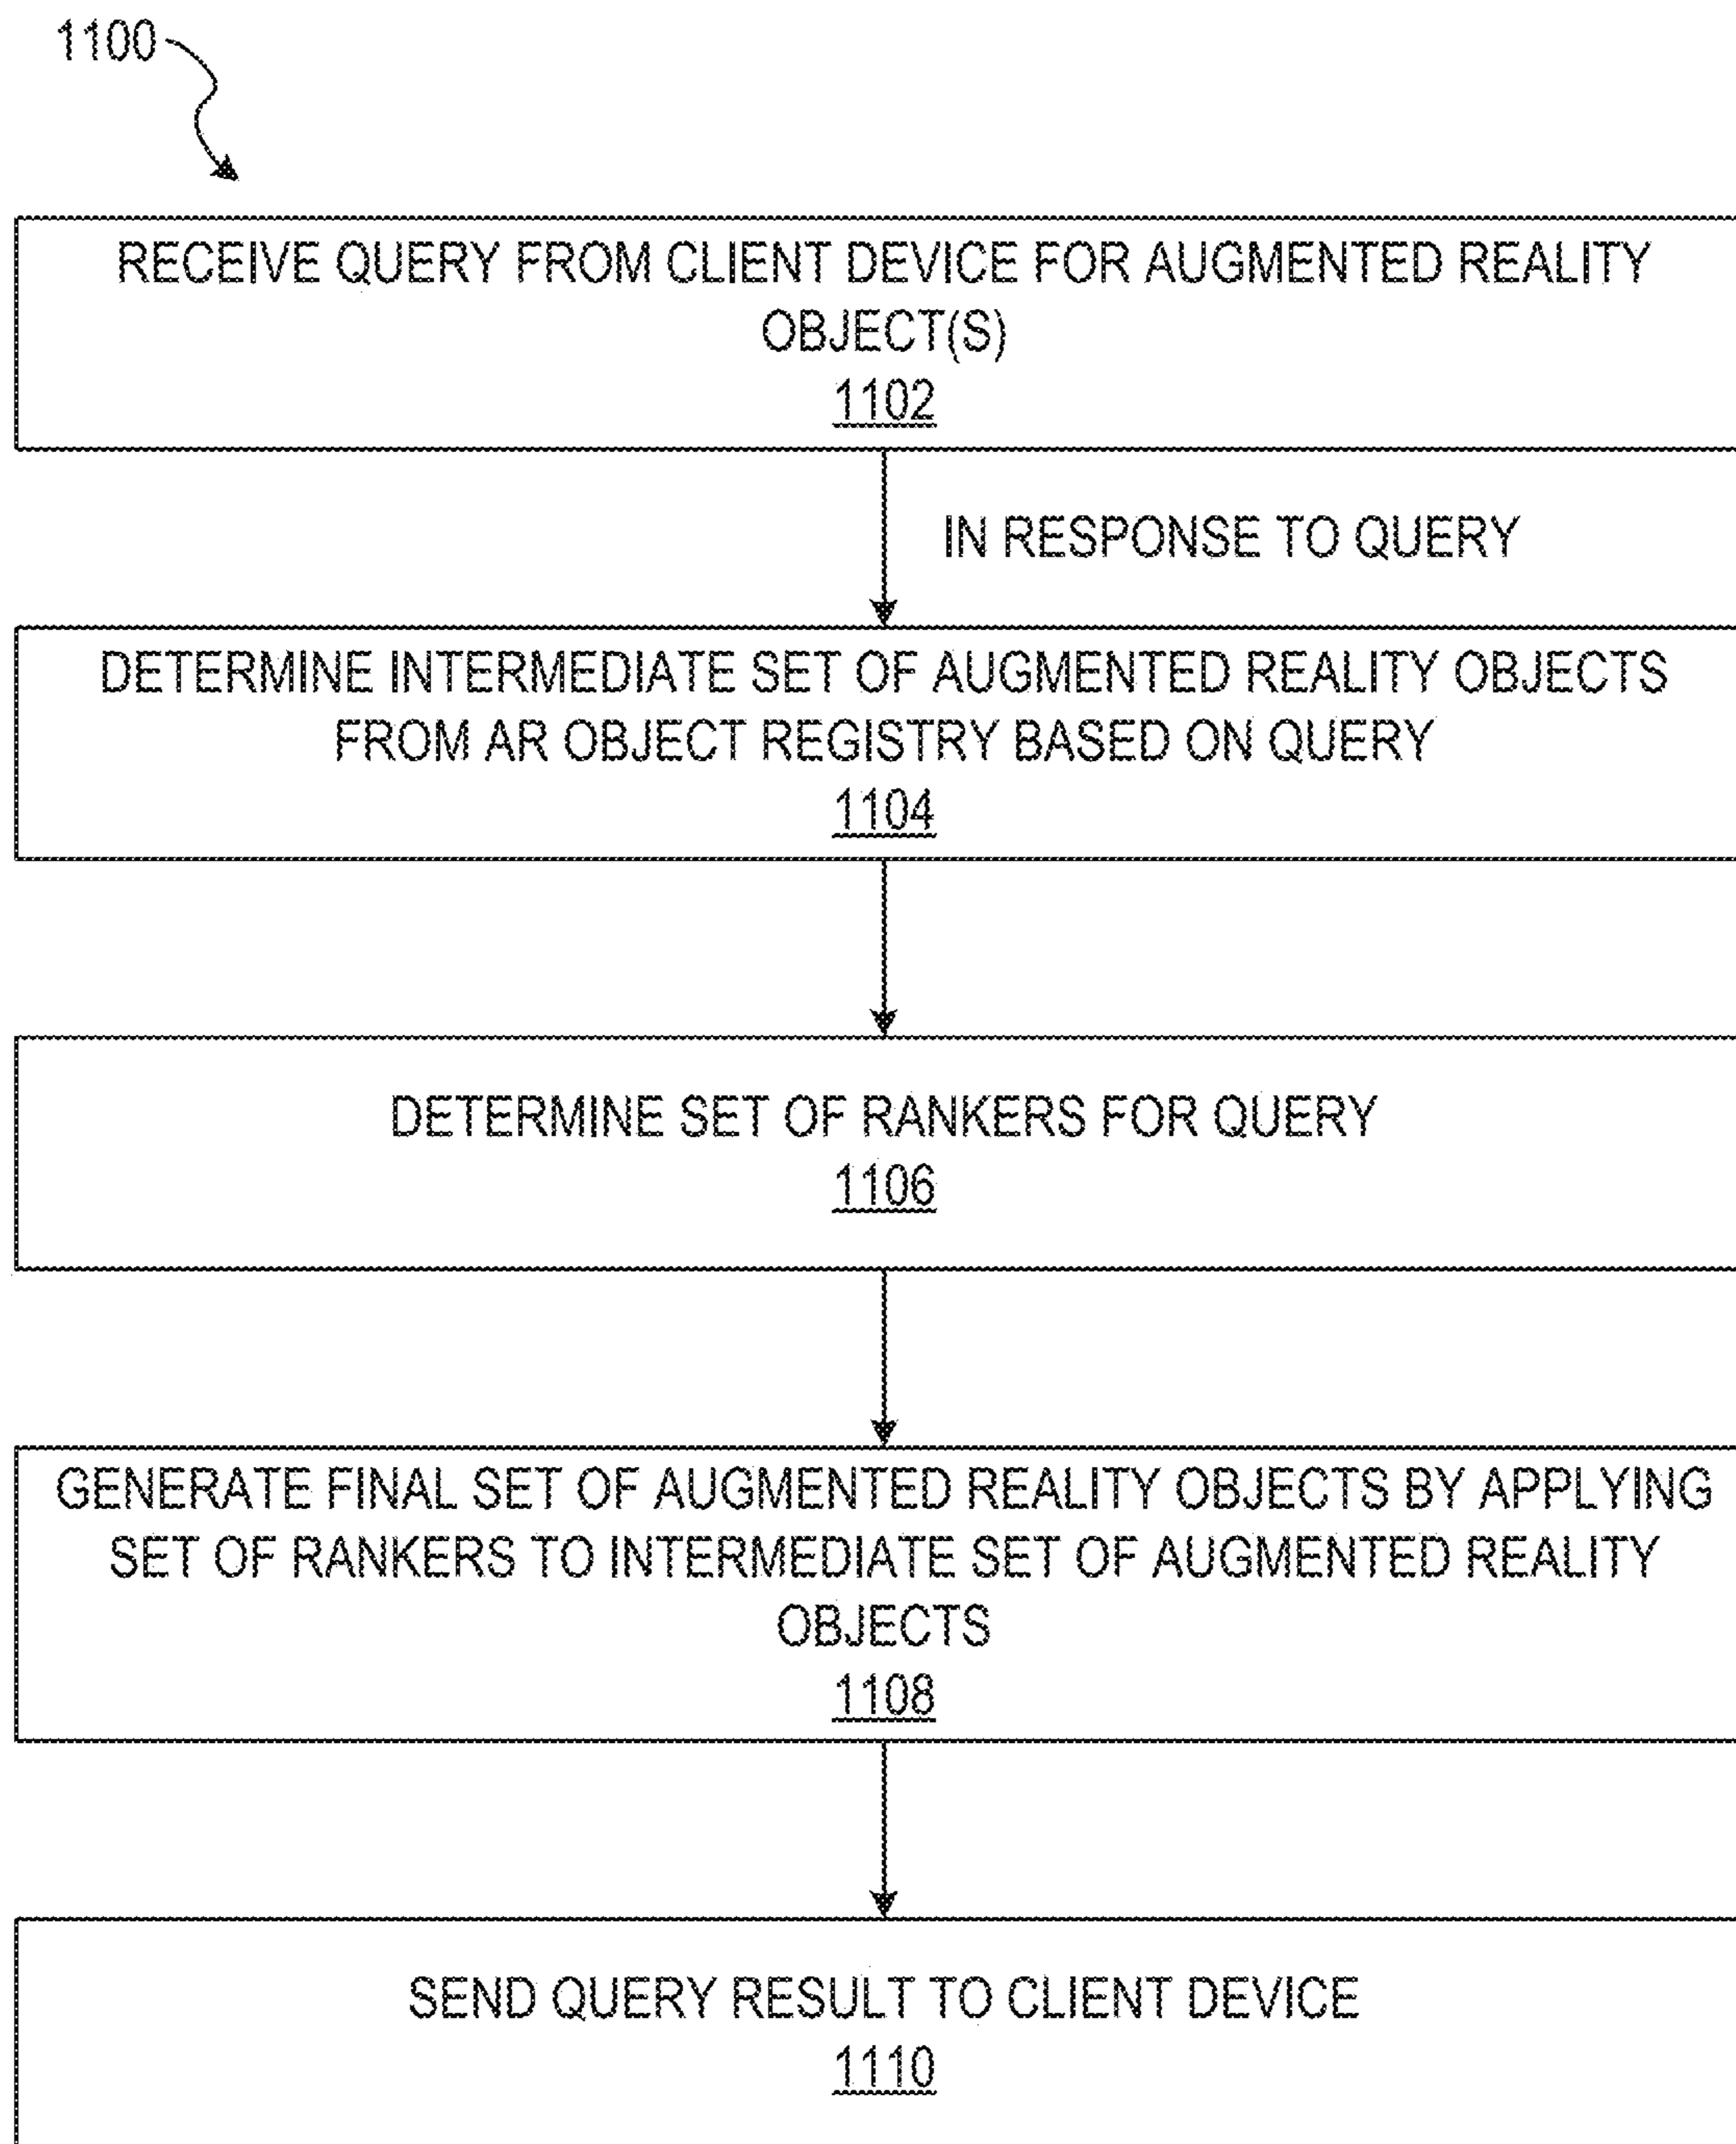 1100
RECEIVE QUERY FROM CLIENT DEVICE FOR AUGMENTED REALITY
OBJECT(S)
1102
IN RESPONSE TO QUERY
DETERMINE INTERMEDIATE SET OF AUGMENTED REALITY OBJECTS
FROM AR OBJECT REGISTRY BASED ON QUERY
1104
DETERMINE SET OF RANKERS FOR QUERY
1106
GENERATE FINAL SET OF AUGMENTED REALITY OBJECTS BY APPLYING
SET OF RANKERS TO INTERMEDIATE SET OF AUGMENTED REALITY
OBJECTS
1108
SEND QUERY RESULT TO CLIENT DEVICE
1110